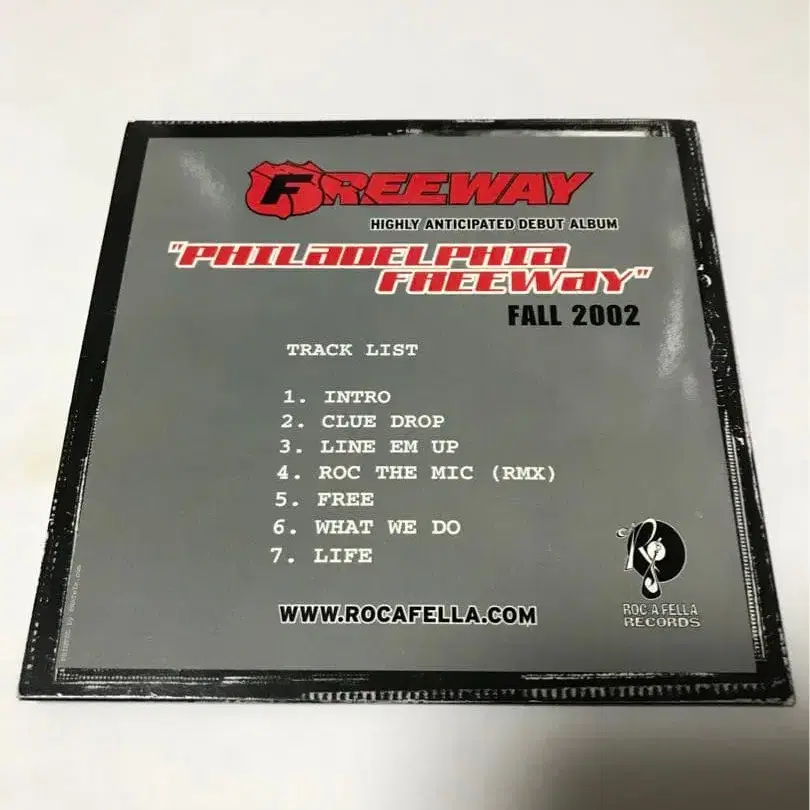 FREEWAY
HIGHLY ANTICIPATED DEBUT ALBUM
"PHILADELPHIA
FREEWAY"
FALL 2002
TRACK LIST
1. INTRO
2. CLUE DROP
3. LINE EM UP
4. ROC THE MIC (RMX)
5. FREE
6. WHAT WE DO
7. LIFE
WWW.ROCAFELLA.COM
ROC-A-FELLA
RECORDS